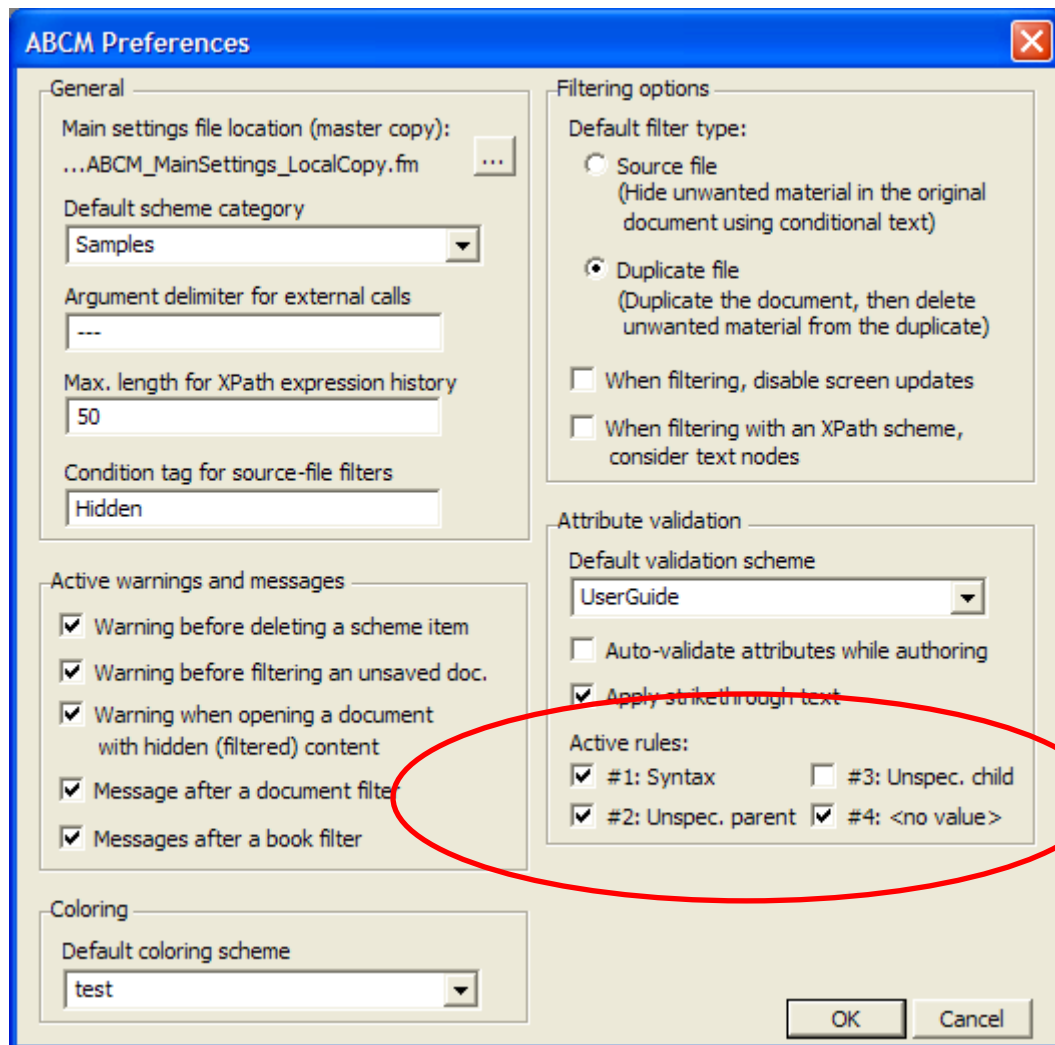 ABCM Preferences
General
Main settings file location (master copy):
...ABCM_MainSettings_LocalCopy.fm
...
Default scheme category
Samples
Argument delimiter for external calls
---
Max. length for XPath expression history
50
Condition tag for source-file filters
Hidden
Active warnings and messages
Warning before deleting a scheme item
Warning before filtering an unsaved doc.
Warning when opening a document
with hidden (filtered) content
Message after a document filter
Messages after a book filter
Coloring
Default coloring scheme
test
Filtering options
Default filter type:
Source file
(Hide unwanted material in the original
document using conditional text)
Duplicate file
(Duplicate the document, then delete
unwanted material from the duplicate)
When filtering, disable screen updates
When filtering with an XPath scheme,
consider text nodes
Attribute validation
Default validation scheme
UserGuide
Auto-validate attributes while authoring
Apply strikethrough text
Active rules:
#1: Syntax
#3: Unspec. child
#2: Unspec. parent
#4: <no value>
OK
Cancel